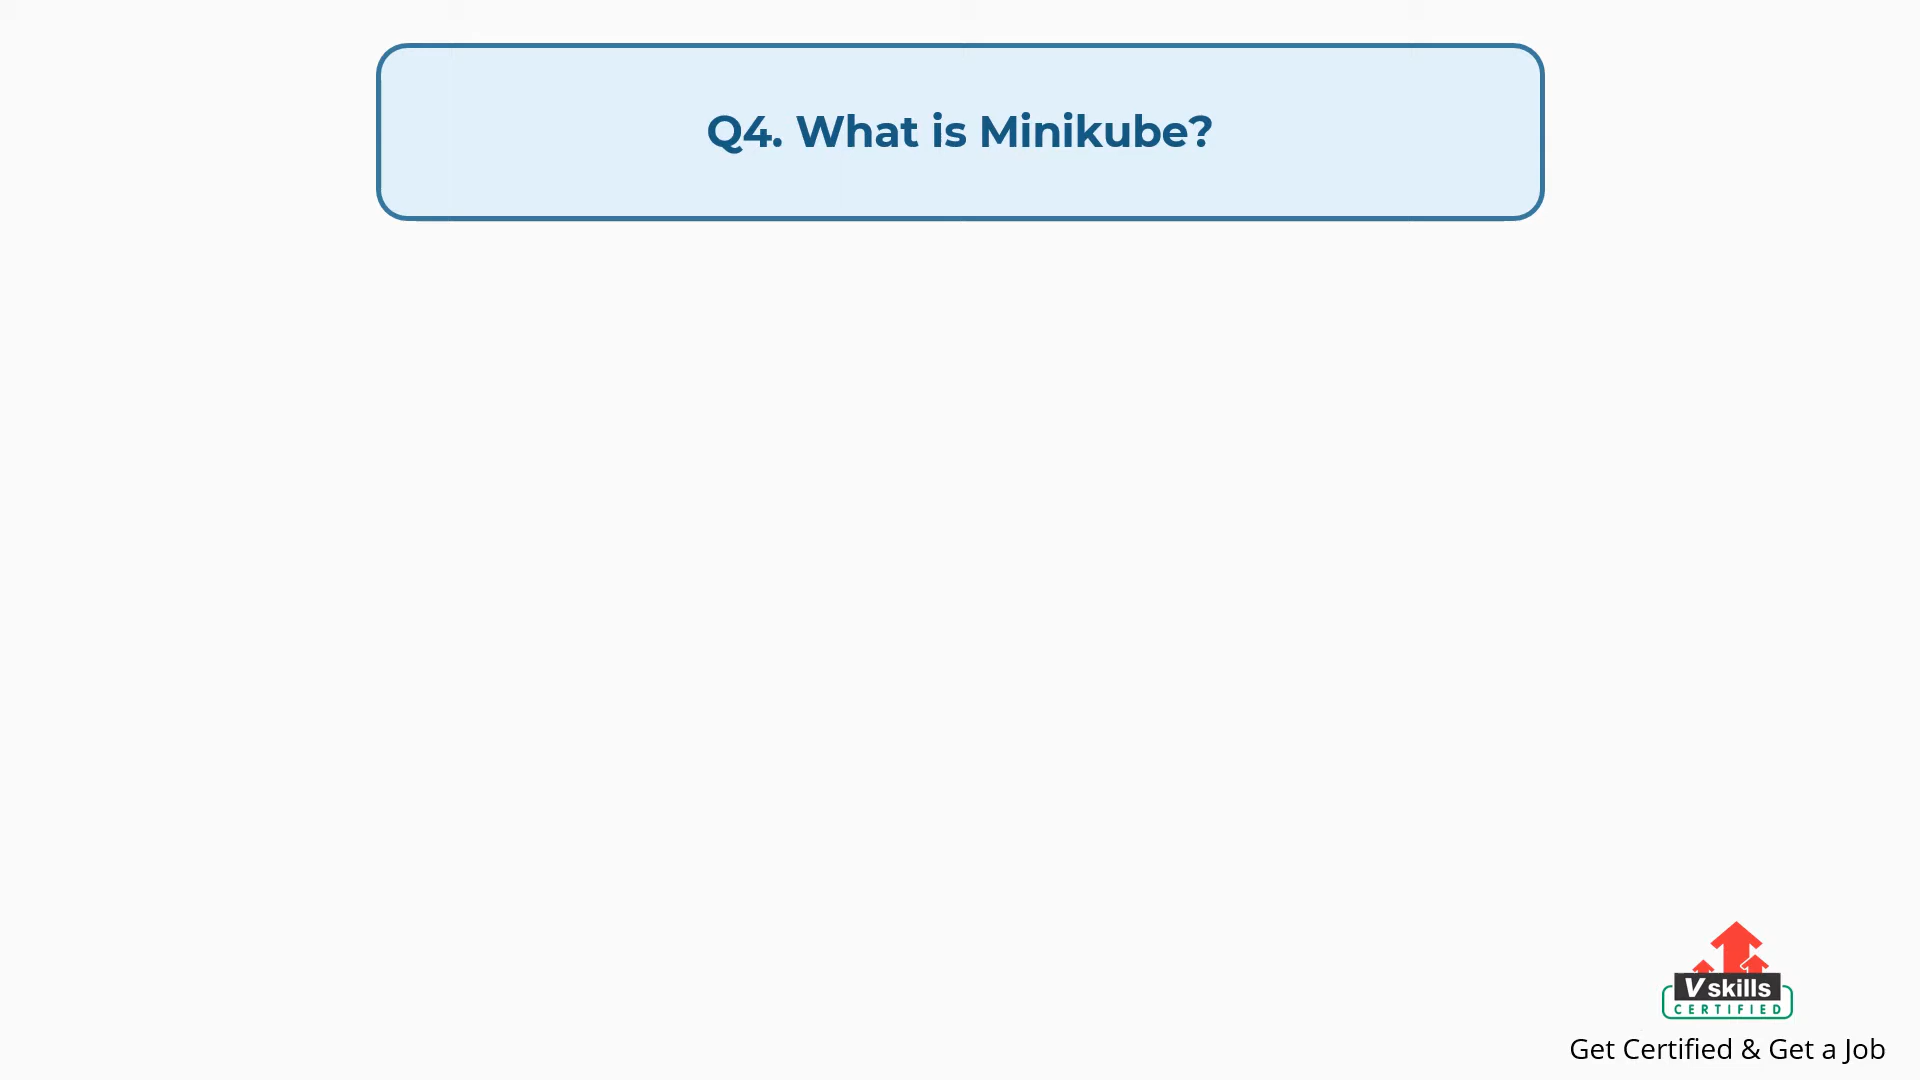 Q4. What is Minikube?
Vskills
CERTIFIED
Get Certified & Get a Job